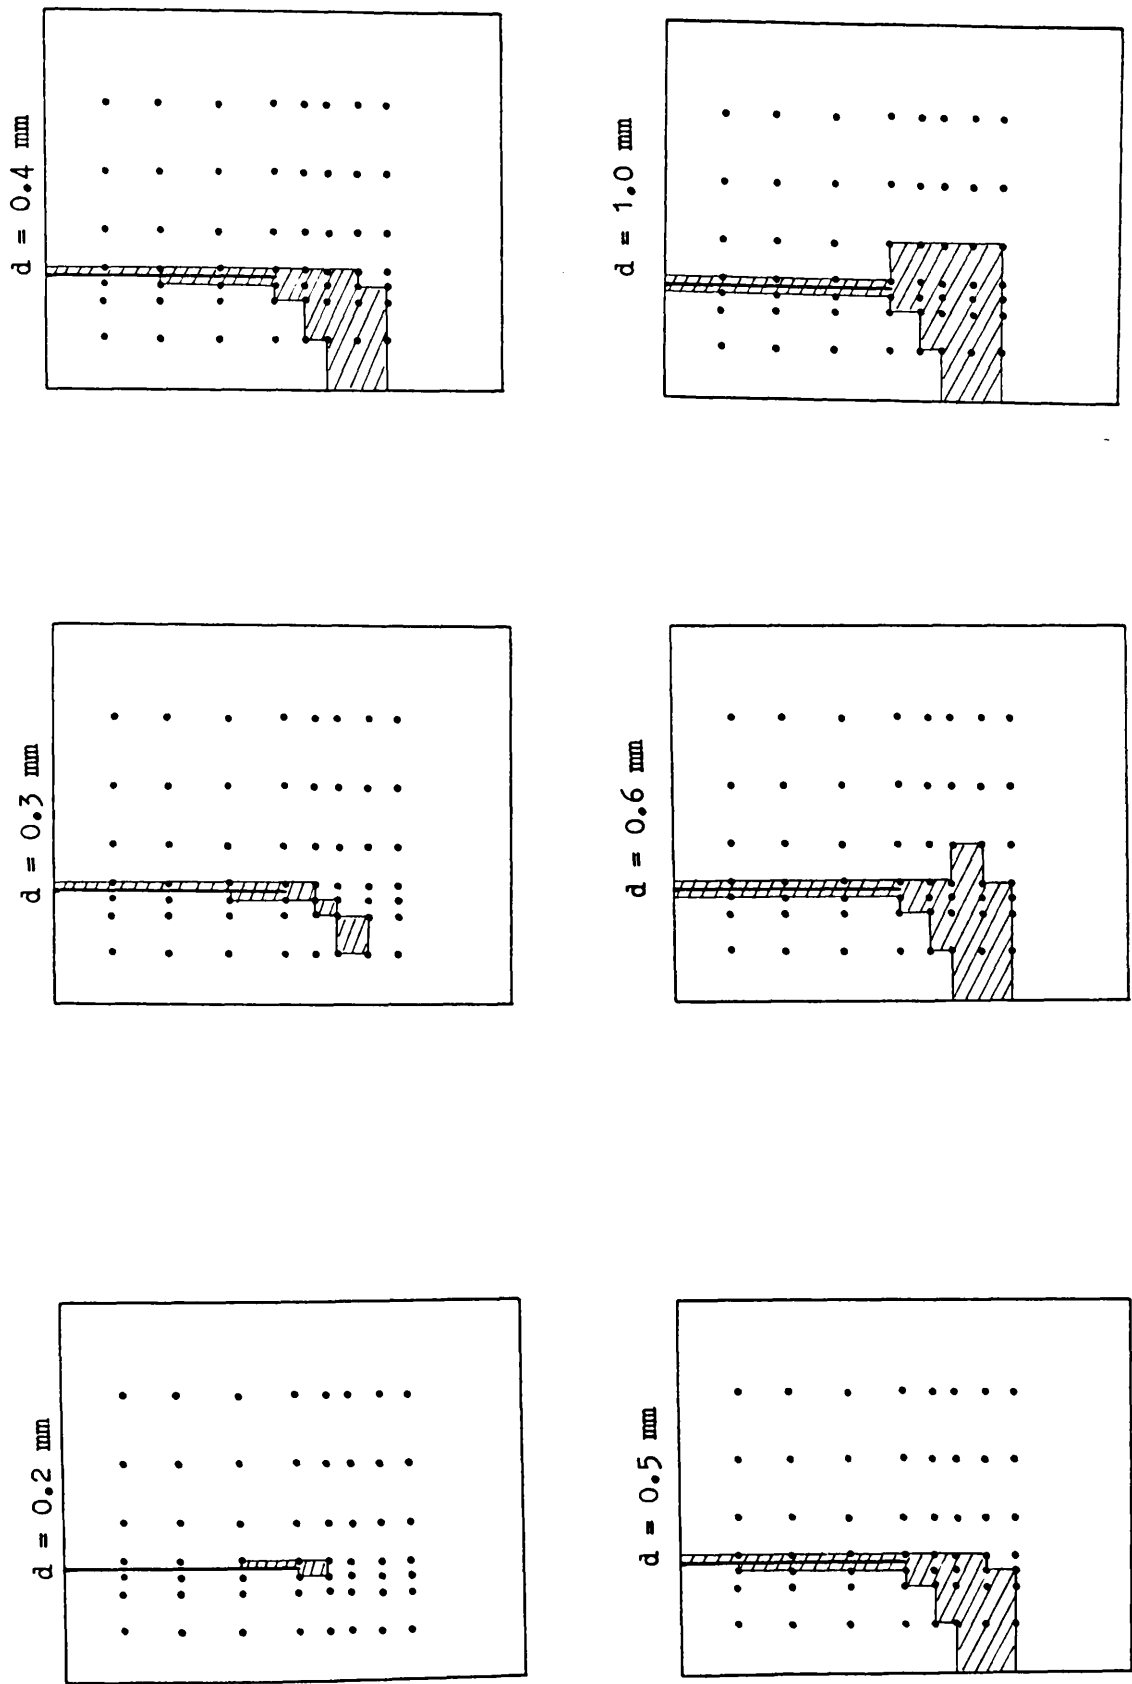 d = 0.2 mm
d = 0.3 mm
d = 0.4 mm
d = 0.5 mm
d = 0.6 mm
d = 1.0 mm